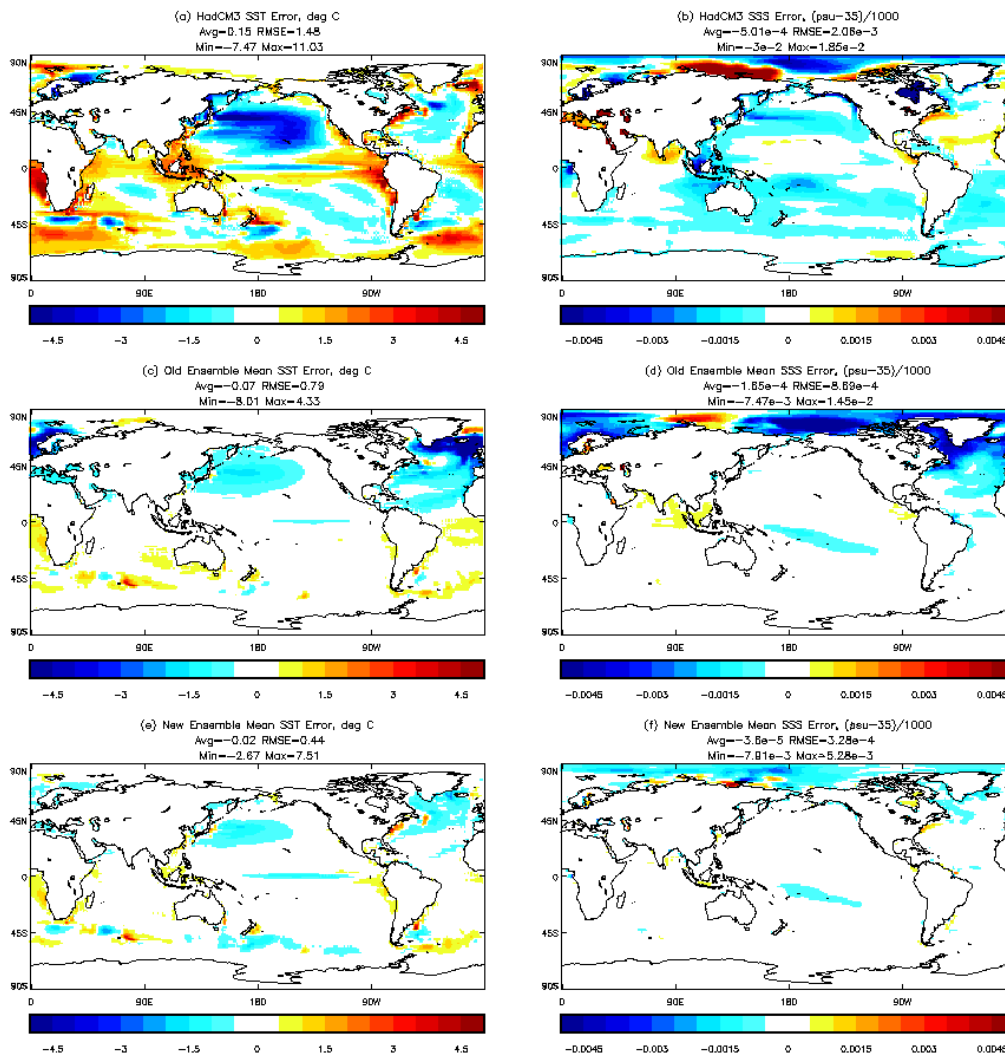 (a) HadCM3 SST Error, deg C
Avg=0.15 RMSE=1.48
Min=−7.47 Max=11.03
90N
45N
0
45S
90S
0 90E 180 90W
−4.5 −3 −1.5 0 1.5 3 4.5
(b) HadCM3 SSS Error, (psu−35)/1000
Avg=−5.01e−4 RMSE=2.06e−3
Min=−3e−2 Max=1.85e−2
90N
45N
0
45S
90S
0 90E 180 90W
−0.0045 −0.003 −0.0015 0 0.0015 0.003 0.0045
(c) Old Ensemble Mean SST Error, deg C
Avg=−0.07 RMSE=0.79
Min=−8.01 Max=4.33
90N
45N
0
45S
90S
0 90E 180 90W
−4.5 −3 −1.5 0 1.5 3 4.5
(d) Old Ensemble Mean SSS Error, (psu−35)/1000
Avg=−1.65e−4 RMSE=8.69e−4
Min=−7.47e−3 Max=1.45e−2
90N
45N
0
45S
90S
0 90E 180 90W
−0.0045 −0.003 −0.0015 0 0.0015 0.003 0.0045
(e) New Ensemble Mean SST Error, deg C
Avg=−0.02 RMSE=0.44
Min=−2.67 Max=7.51
90N
45N
0
45S
90S
0 90E 180 90W
−4.5 −3 −1.5 0 1.5 3 4.5
(f) New Ensemble Mean SSS Error, (psu−35)/1000
Avg=−3.6e−5 RMSE=3.28e−4
Min=−7.91e−3 Max=5.28e−3
90N
45N
0
45S
90S
0 90E 180 90W
−0.0045 −0.003 −0.0015 0 0.0015 0.003 0.0045